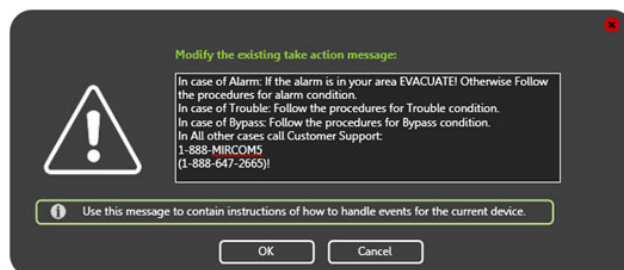 Modify the existing take action message:
In case of Alarm: If the alarm is in your area EVACUATE! Otherwise Follow
the procedures for alarm condition.
In case of Trouble: Follow the procedures for Trouble condition.
In case of Bypass: Follow the procedures for Bypass condition.
In All other cases call Customer Support:
1-888-MIRCOM5
(1-888-647-2665)!
Use this message to contain instructions of how to handle events for the current device.
OK Cancel